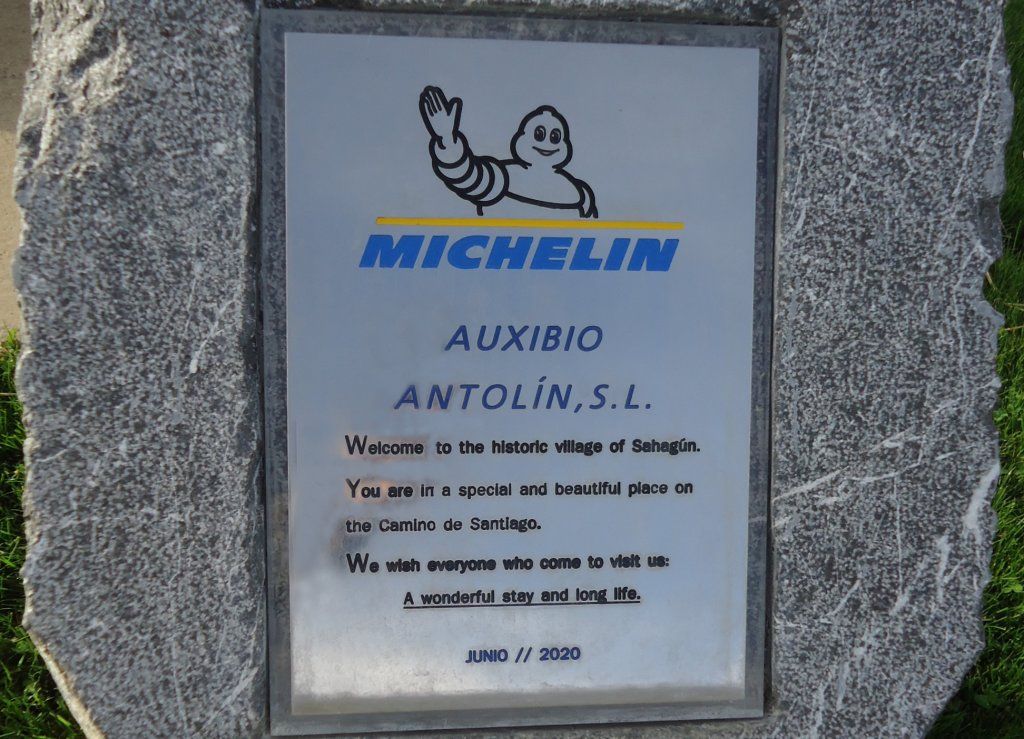 MICHELIN
AUXIBIO
ANTOLÍN, S.L.
Welcome to the historic village of Sahagún.
You are in a special and beautiful place on
the Camino de Santiago.
We wish everyone who come to visit us:
A wonderful stay and long life.
JUNIO // 2020